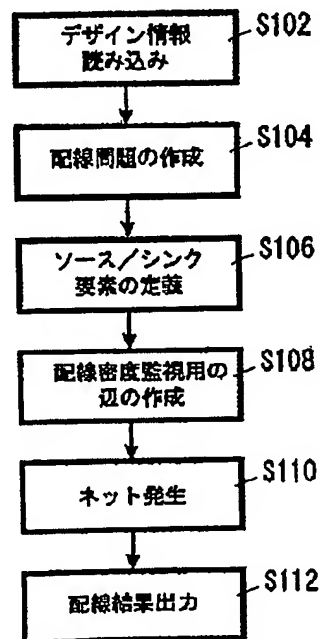 デザイン情報
読み込み
S102
配線問題の作成
S104
ソース／シンク
要素の定義
S106
配線密度監視用の
辺の作成
S108
ネット発生
S110
配線結果出力
S112